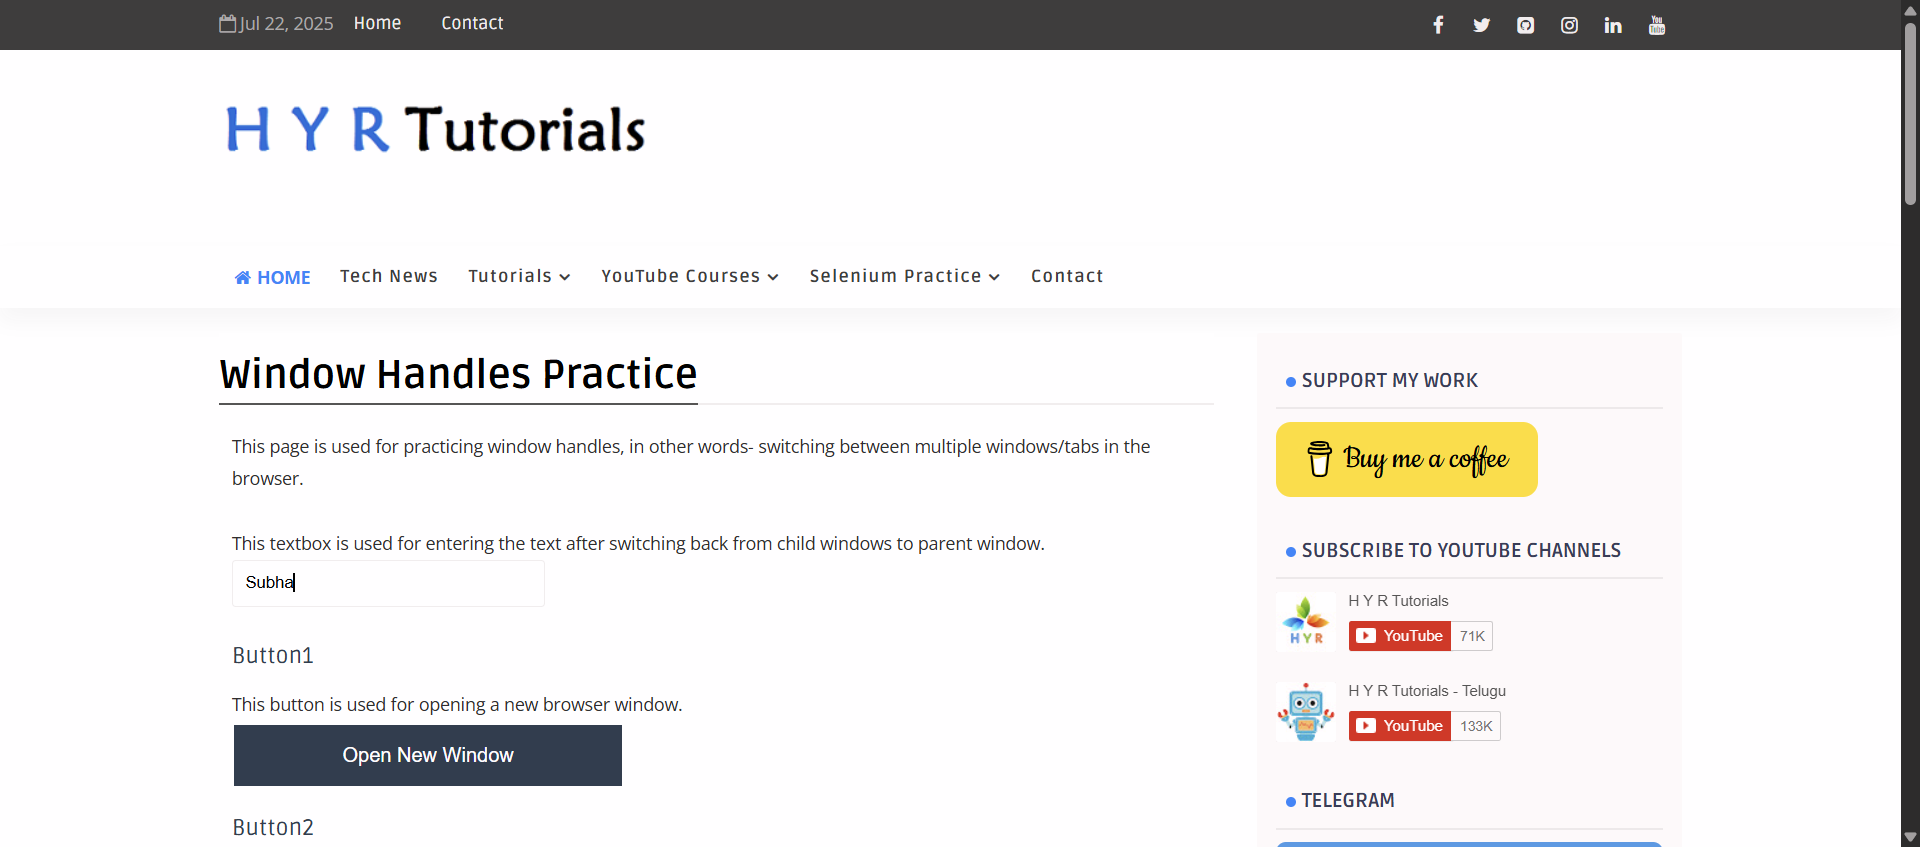 Jul 22, 2025 Home Contact
You Tube
H Y R Tutorials
HOME Tech News Tutorials YouTube Courses Selenium Practice Contact
Window Handles Practice
This page is used for practicing window handles, in other words- switching between multiple windows/tabs in the
browser.
This textbox is used for entering the text after switching back from child windows to parent window.
Subha
Button1
This button is used for opening a new browser window.
Open New Window
Button2
SUPPORT MY WORK
Buy me a coffee
SUBSCRIBE TO YOUTUBE CHANNELS
H Y R Tutorials
HYR
YouTube 71K
H Y R Tutorials - Telugu
YouTube 133K
TELEGRAM